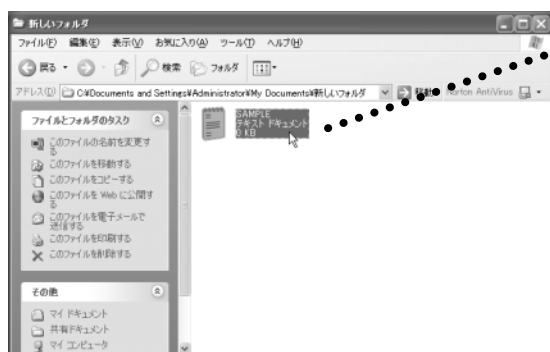 新しいフォルダ
ファイル(F) 編集(E) 表示(V) お気に入り(A) ツール(T) ヘルプ(H)
戻る 検索 フォルダ
アドレス(D) C:¥Documents and Settings¥Administrator¥My Documents¥新しいフォルダ 移動 Norton AntiVirus
ファイルとフォルダのタスク
このファイルの名前を変更す
る
このファイルを移動する
このファイルをコピーする
このファイルを Web に公開す
る
このファイルを電子メールで
送信する
このファイルを印刷する
このファイルを削除する
その他
マイ ドキュメント
共有ドキュメント
マイ コンピュータ
SAMPLE
テキスト ドキュメント
0 KB